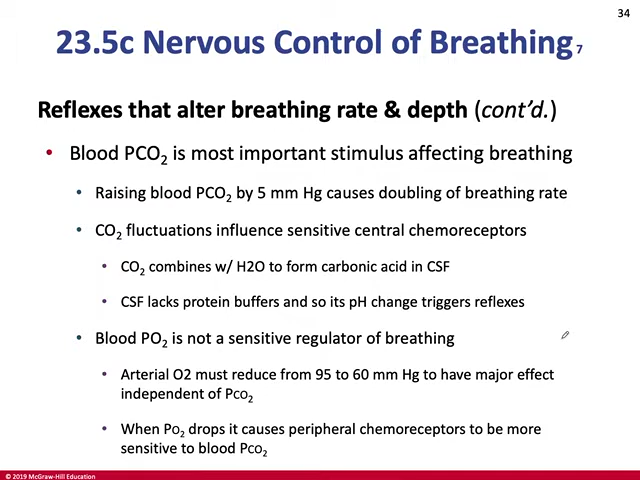 34
23.5c Nervous Control of Breathing 7
Reflexes that alter breathing rate & depth (cont’d.)
• Blood PCO₂ is most important stimulus affecting breathing
• Raising blood PCO₂ by 5 mm Hg causes doubling of breathing rate
• CO₂ fluctuations influence sensitive central chemoreceptors
• CO₂ combines w/ H2O to form carbonic acid in CSF
• CSF lacks protein buffers and so its pH change triggers reflexes
• Blood PO₂ is not a sensitive regulator of breathing
• Arterial O2 must reduce from 95 to 60 mm Hg to have major effect
independent of PCO₂
• When PO₂ drops it causes peripheral chemoreceptors to be more
sensitive to blood PCO₂
© 2019 McGraw-Hill Education